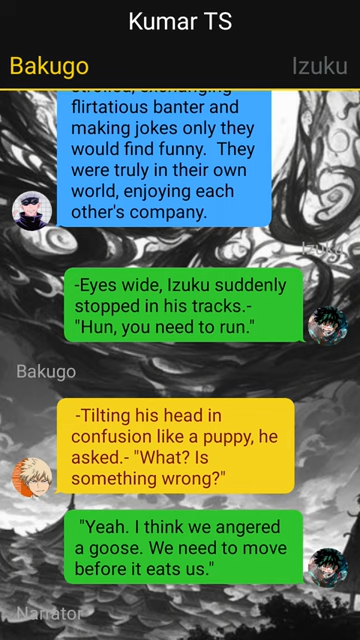 Kumar TS
Bakugo
Izuku
strolled, exchanging
flirtatious banter and
making jokes only they
would find funny. They
were truly in their own
world, enjoying each
other's company.
Izuku
-Eyes wide, Izuku suddenly
stopped in his tracks.-
"Hun, you need to run."
Bakugo
-Tilting his head in
confusion like a puppy, he
asked.- "What? Is
something wrong?"
"Yeah. I think we angered
a goose. We need to move
before it eats us."
Narrator